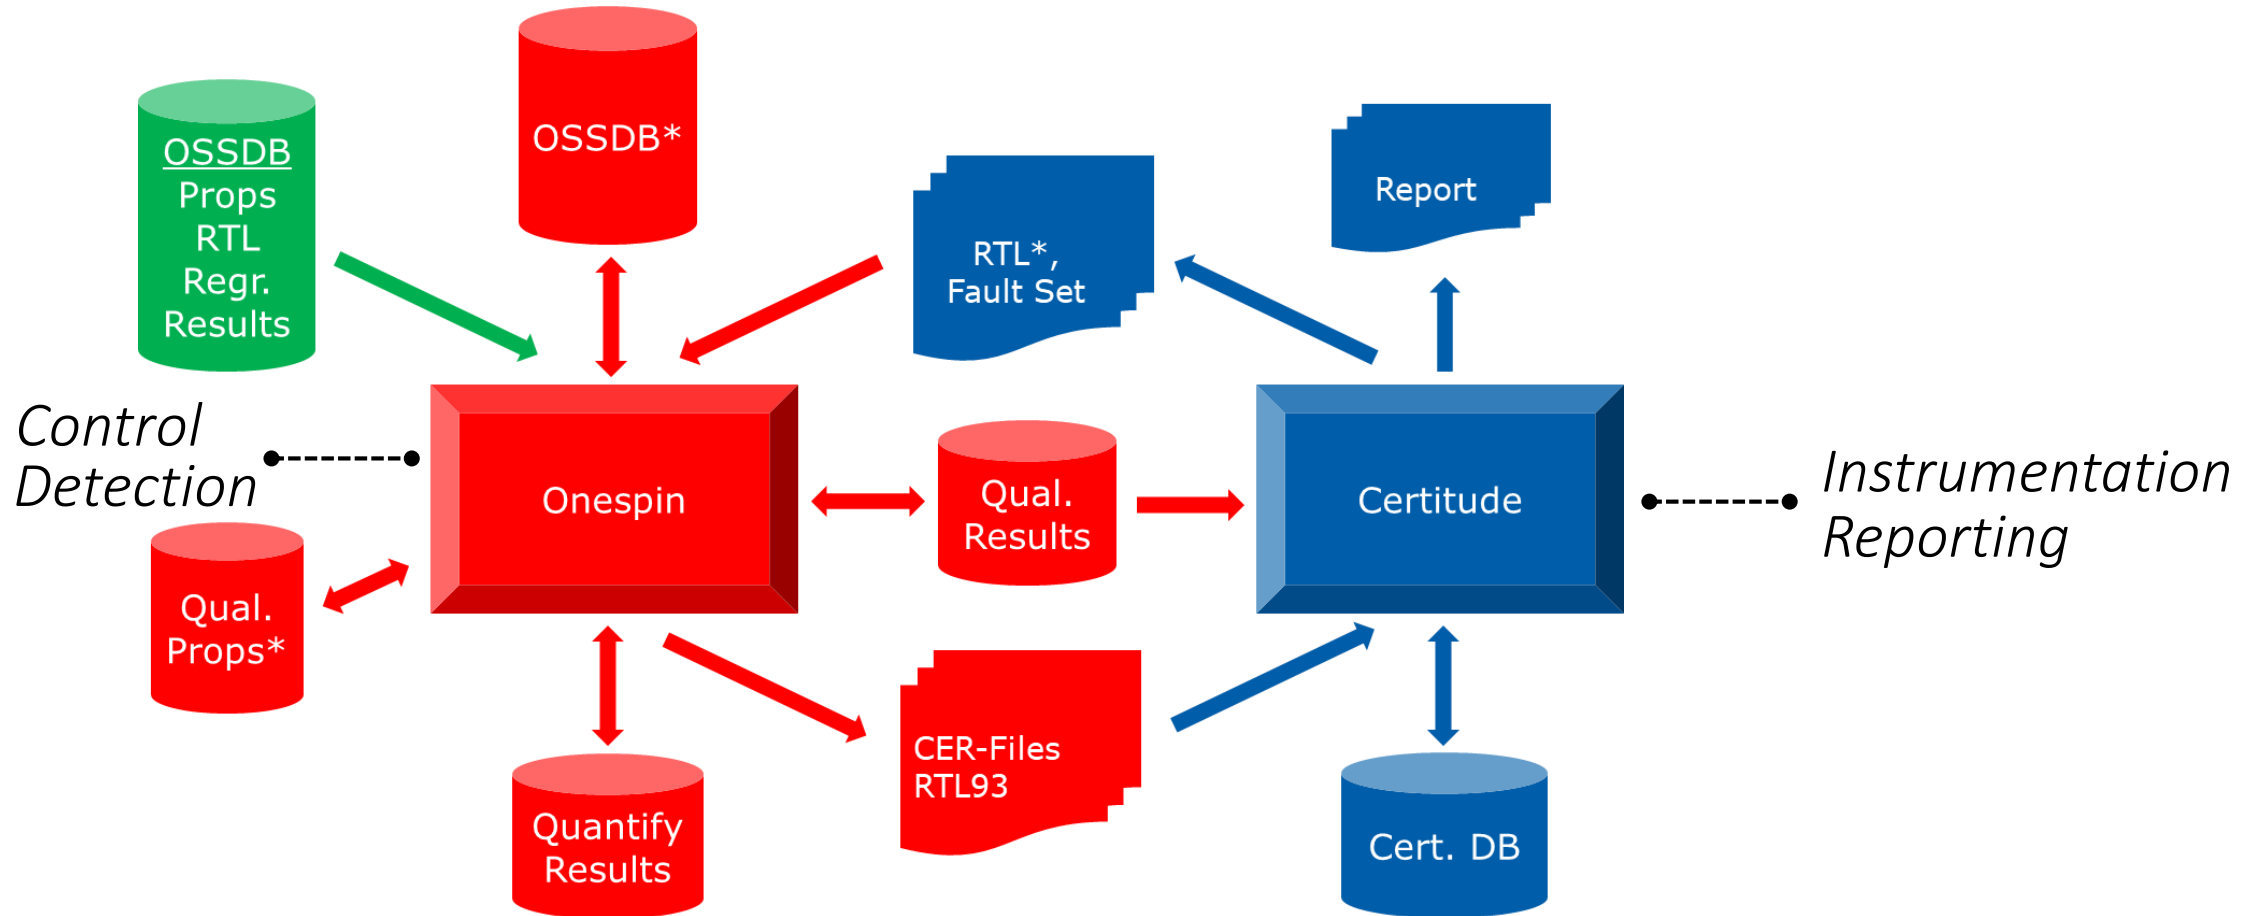 OSSDB
Props
RTL
Regr.
Results
OSSDB*
RTL*,
Fault Set
Report
Control
Detection
Onespin
Qual.
Results
Certitude
Instrumentation
Reporting
Qual.
Props*
Quantify
Results
CER-Files
RTL93
Cert. DB